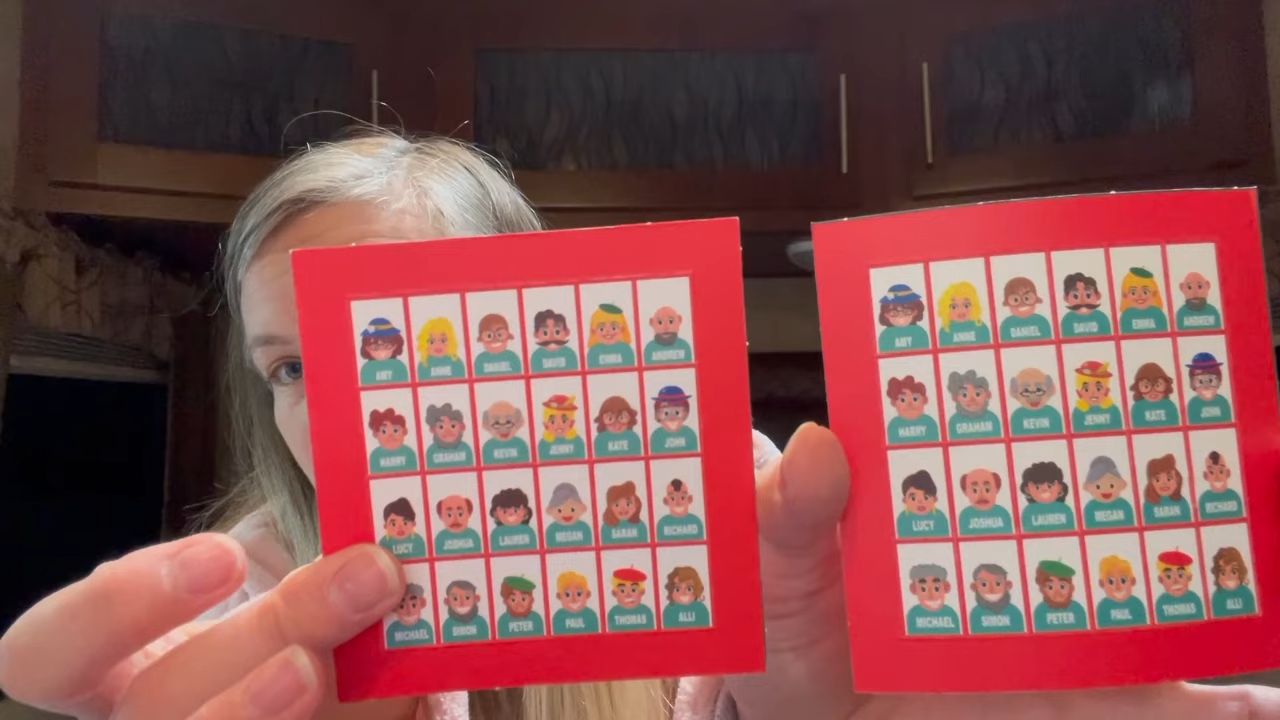 AMY ANNE DANIEL DAVID EMMA ANDREW
HARRY GRAHAM KEVIN JENNY KATE JOHN
LUCY JOSHUA LAUREN MEGAN SARAH RICHARD
MICHAEL SIMON PETER PAUL THOMAS ALLI
AMY ANNE DANIEL DAVID EMMA ANDREW
HARRY GRAHAM KEVIN JENNY KATE JOHN
LUCY JOSHUA LAUREN MEGAN SARAH RICHARD
MICHAEL SIMON PETER PAUL THOMAS ALLI